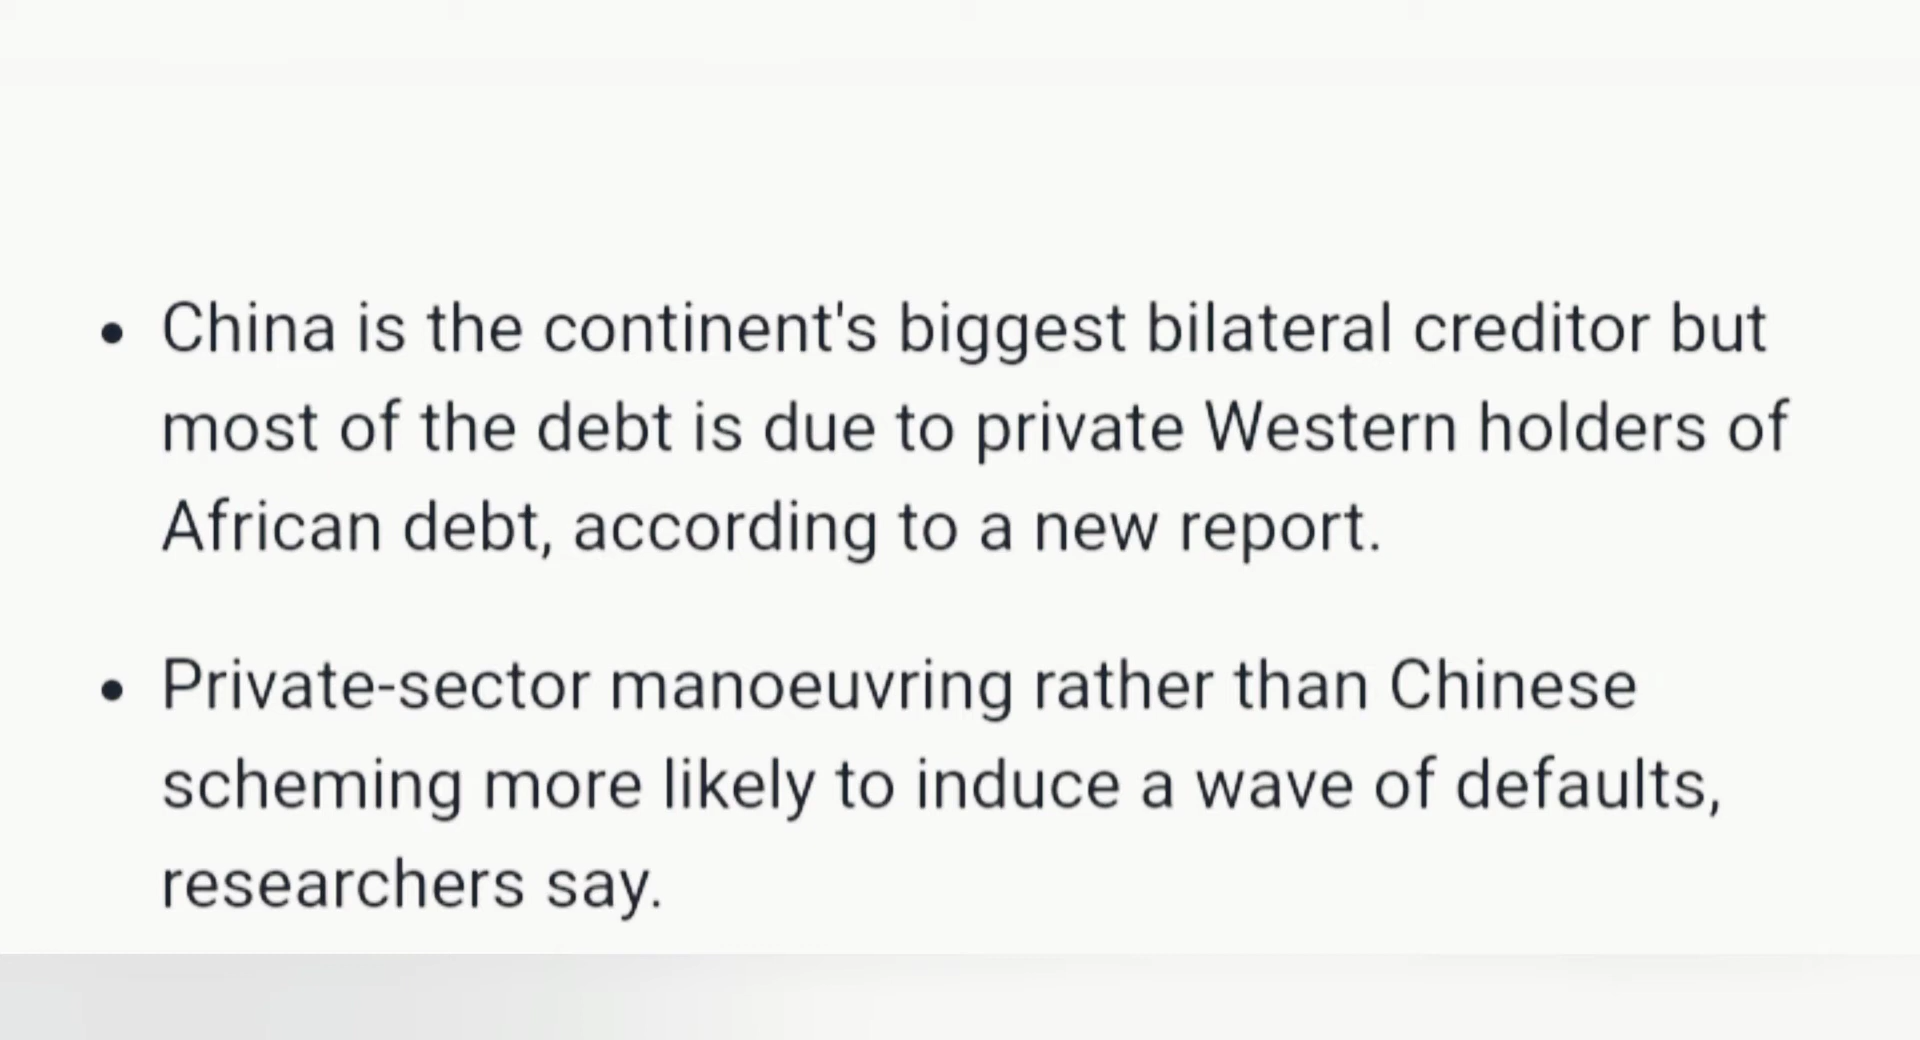 • China is the continent's biggest bilateral creditor but
most of the debt is due to private Western holders of
African debt, according to a new report.
• Private-sector manoeuvring rather than Chinese
scheming more likely to induce a wave of defaults,
researchers say.